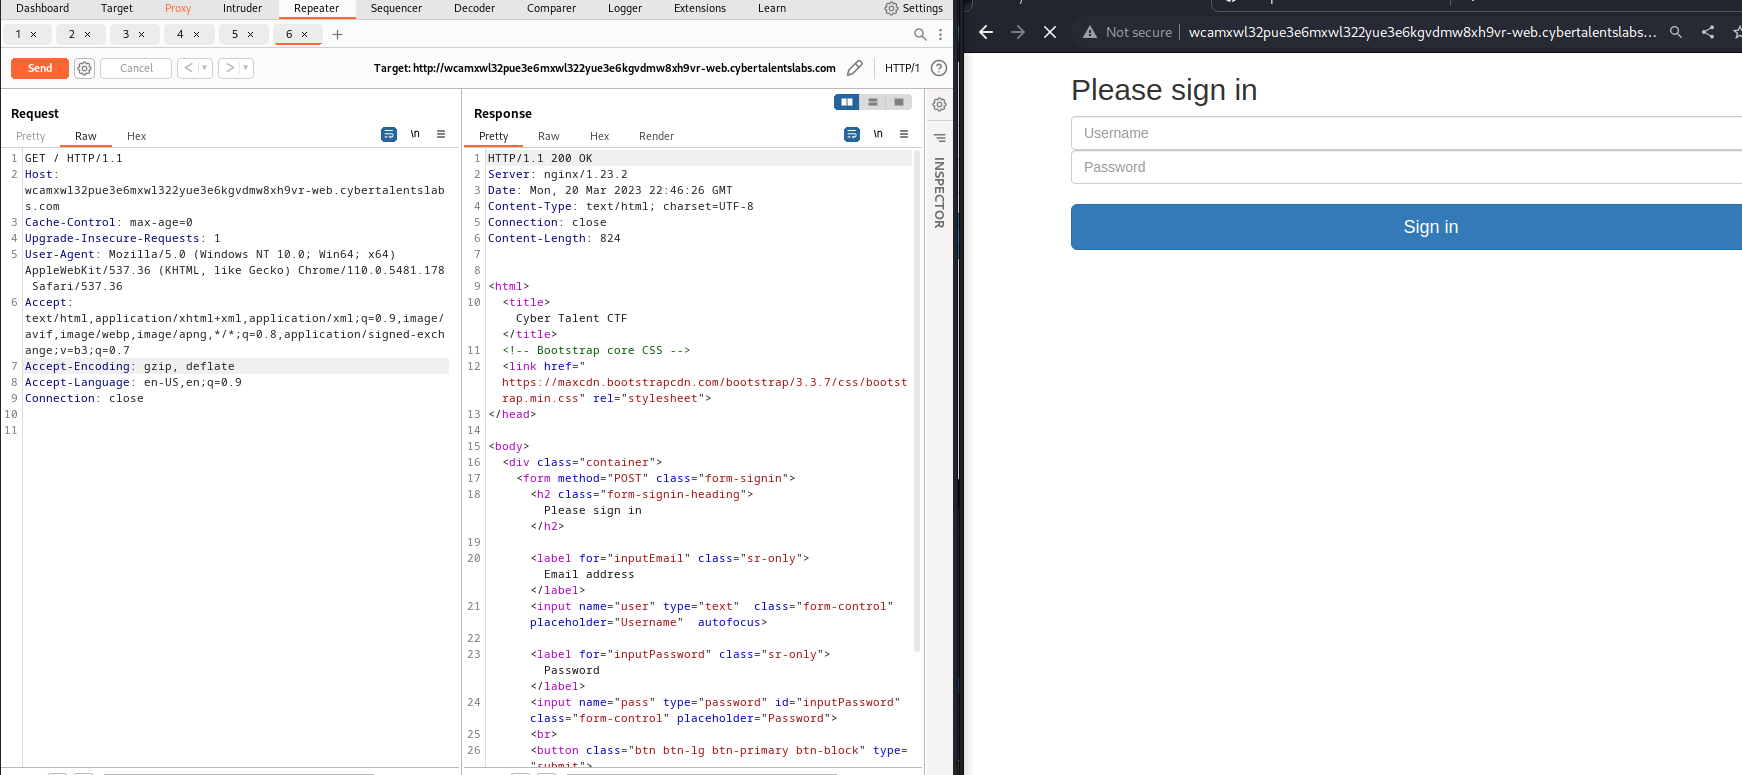 Dashboard Target Proxy Intruder Repeater Sequencer Decoder Comparer Logger Extensions Learn Settings
1 × 2 × 3 × 4 × 5 × 6 × +
Send Cancel < > Target: http://wcamxwl32pue3e6mxwl322yue3e6kgvdmw8xh9vr-web.cybertalentslabs.com HTTP/1 ?
Request
Pretty Raw Hex \n
1 GET / HTTP/1.1
2 Host:
wcamxwl32pue3e6mxwl322yue3e6kgvdmw8xh9vr-web.cybertalentslab
s.com
3 Cache-Control: max-age=0
4 Upgrade-Insecure-Requests: 1
5 User-Agent: Mozilla/5.0 (Windows NT 10.0; Win64; x64)
AppleWebKit/537.36 (KHTML, like Gecko) Chrome/110.0.5481.178
Safari/537.36
6 Accept:
text/html,application/xhtml+xml,application/xml;q=0.9,image/
avif,image/webp,image/apng,*/*;q=0.8,application/signed-exch
ange;v=b3;q=0.7
7 Accept-Encoding: gzip, deflate
8 Accept-Language: en-US,en;q=0.9
9 Connection: close
10
11
Response
Pretty Raw Hex Render \n
1 HTTP/1.1 200 OK
2 Server: nginx/1.23.2
3 Date: Mon, 20 Mar 2023 22:46:26 GMT
4 Content-Type: text/html; charset=UTF-8
5 Connection: close
6 Content-Length: 824
7
8
9 <html>
10 <title>
Cyber Talent CTF
</title>
11 <!-- Bootstrap core CSS -->
12 <link href="
https://maxcdn.bootstrapcdn.com/bootstrap/3.3.7/css/bootst
rap.min.css" rel="stylesheet">
13 </head>
14
15 <body>
16 <div class="container">
17 <form method="POST" class="form-signin">
18 <h2 class="form-signin-heading">
Please sign in
</h2>
19
20 <label for="inputEmail" class="sr-only">
Email address
</label>
21 <input name="user" type="text"  class="form-control"
placeholder="Username"  autofocus>
22
23 <label for="inputPassword" class="sr-only">
Password
</label>
24 <input name="pass" type="password" id="inputPassword"
class="form-control" placeholder="Password">
25 <br>
26 <button class="btn btn-lg btn-primary btn-block" type=
"submit">
INSPECTOR
Not secure wcamxwl32pue3e6mxwl322yue3e6kgvdmw8xh9vr-web.cybertalentslabs...
Please sign in
Username
Password
Sign in